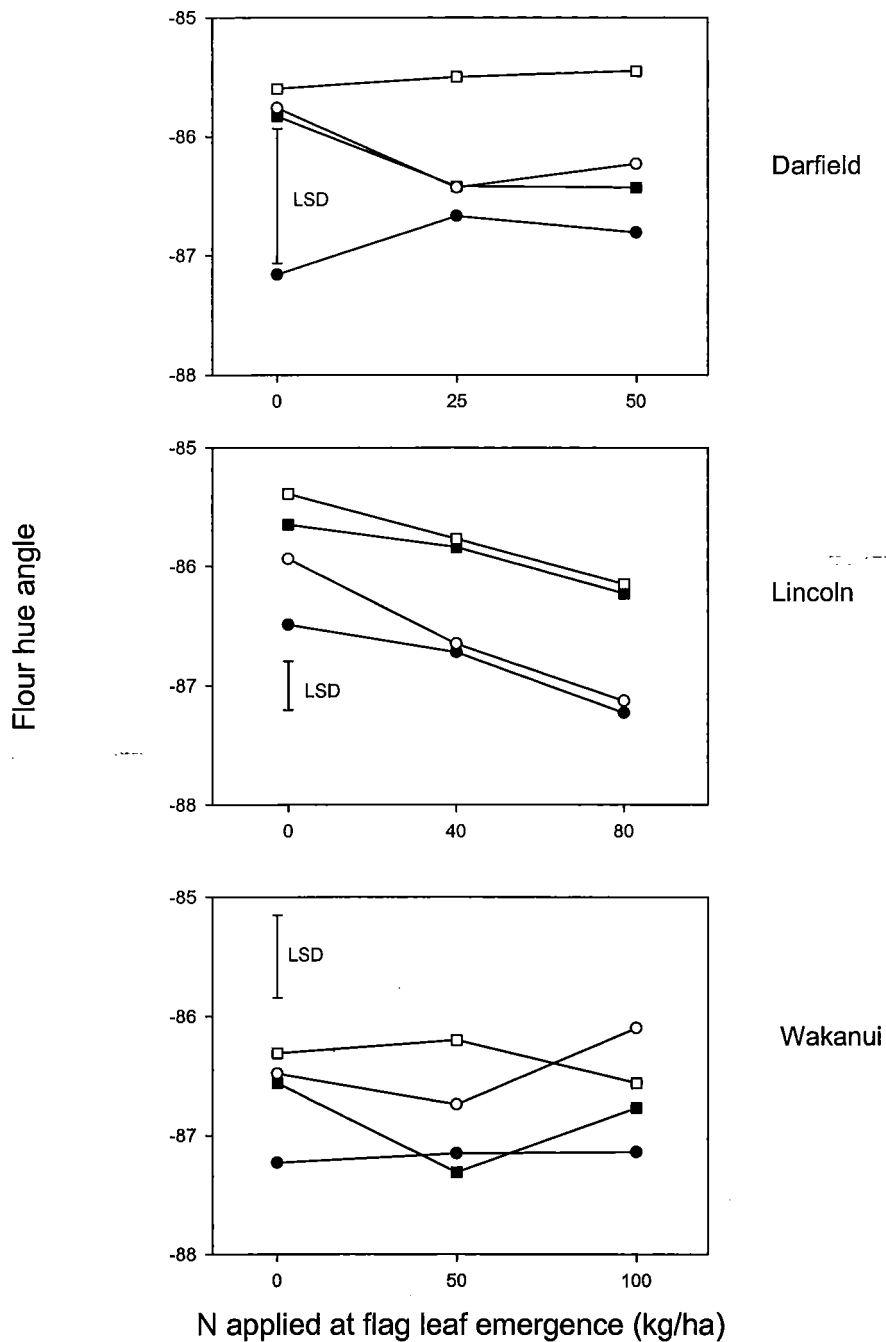 -85
-86
-87
-88
LSD
0
25
50
Darfield
-85
-86
-87
-88
LSD
0
40
80
Lincoln
Flour hue angle
-85
-86
-87
-88
LSD
0
50
100
Wakanui
N applied at flag leaf emergence (kg/ha)